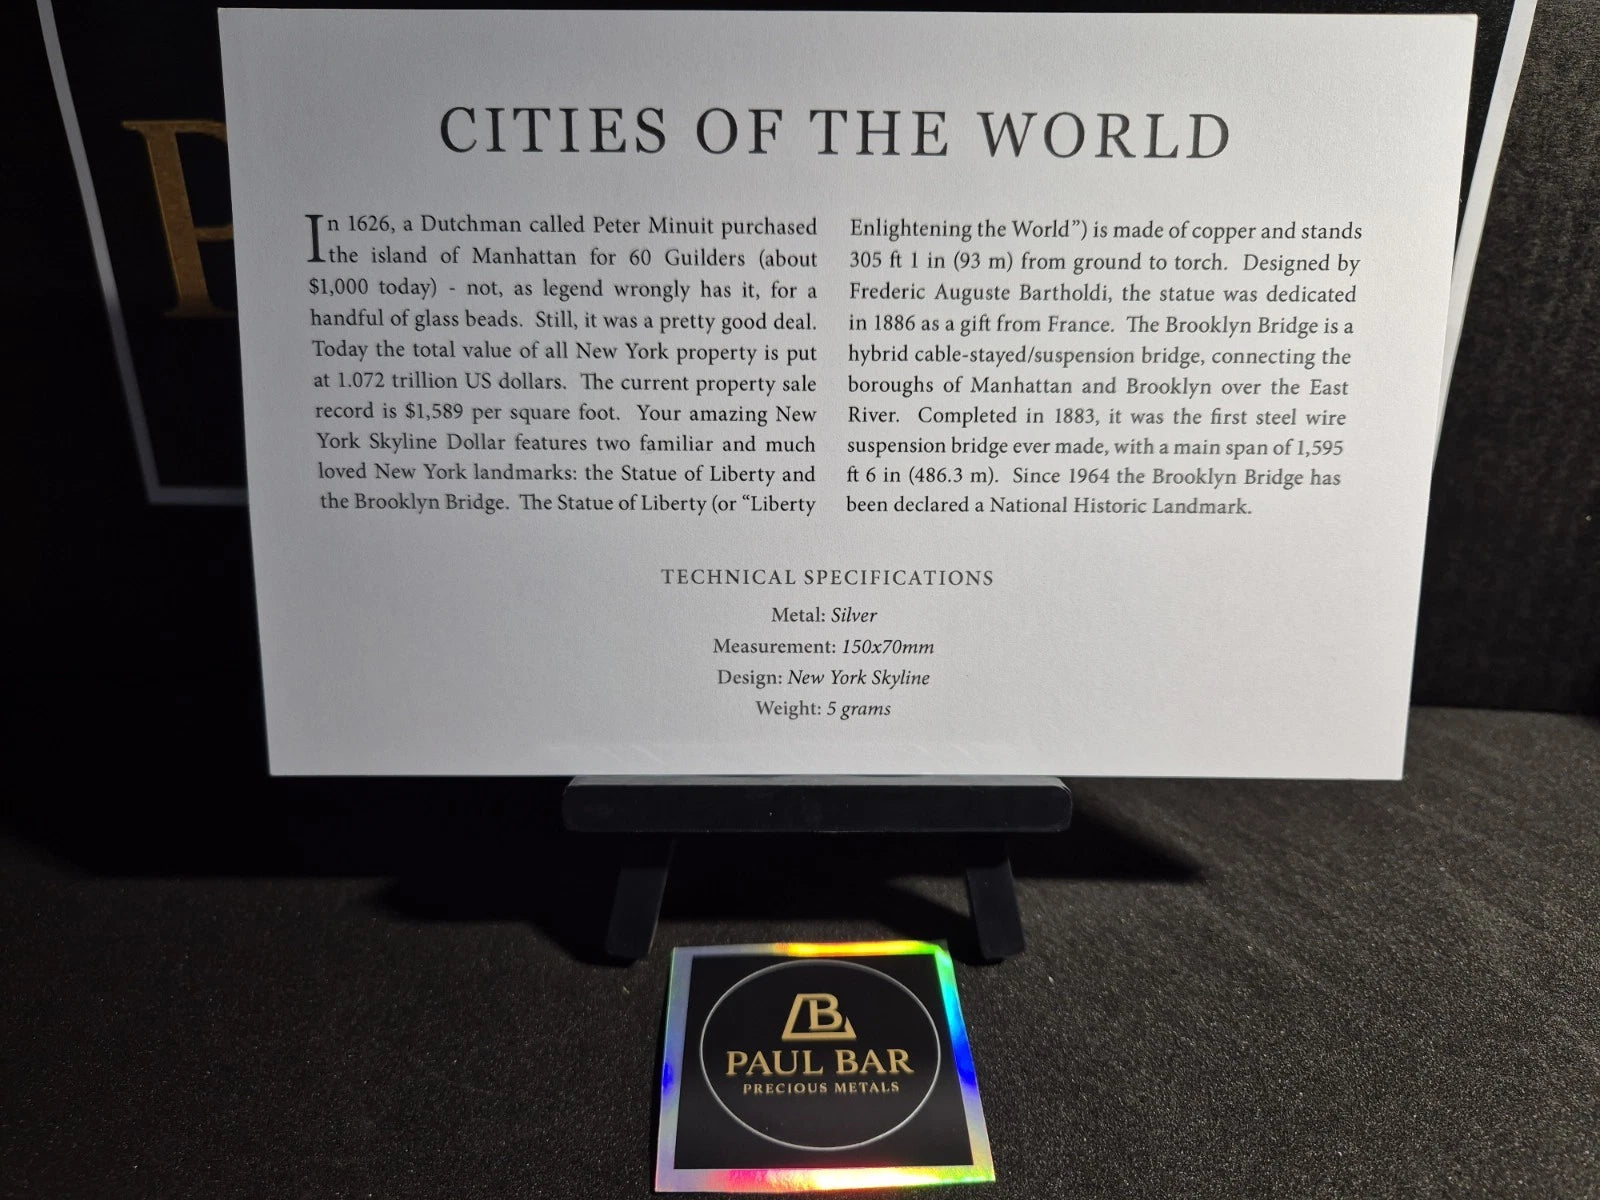 CITIES OF THE WORLD
In 1626, a Dutchman called Peter Minuit purchased
the island of Manhattan for 60 Guilders (about
$1,000 today) - not, as legend wrongly has it, for a
handful of glass beads. Still, it was a pretty good deal.
Today the total value of all New York property is put
at 1.072 trillion US dollars. The current property sale
record is $1,589 per square foot. Your amazing New
York Skyline Dollar features two familiar and much
loved New York landmarks: the Statue of Liberty and
the Brooklyn Bridge. The Statue of Liberty (or “Liberty
Enlightening the World”) is made of copper and stands
305 ft 1 in (93 m) from ground to torch. Designed by
Frederic Auguste Bartholdi, the statue was dedicated
in 1886 as a gift from France. The Brooklyn Bridge is a
hybrid cable-stayed/suspension bridge, connecting the
boroughs of Manhattan and Brooklyn over the East
River. Completed in 1883, it was the first steel wire
suspension bridge ever made, with a main span of 1,595
ft 6 in (486.3 m). Since 1964 the Brooklyn Bridge has
been declared a National Historic Landmark.
TECHNICAL SPECIFICATIONS
Metal: Silver
Measurement: 150x70mm
Design: New York Skyline
Weight: 5 grams
B
PAUL BAR
PRECIOUS METALS